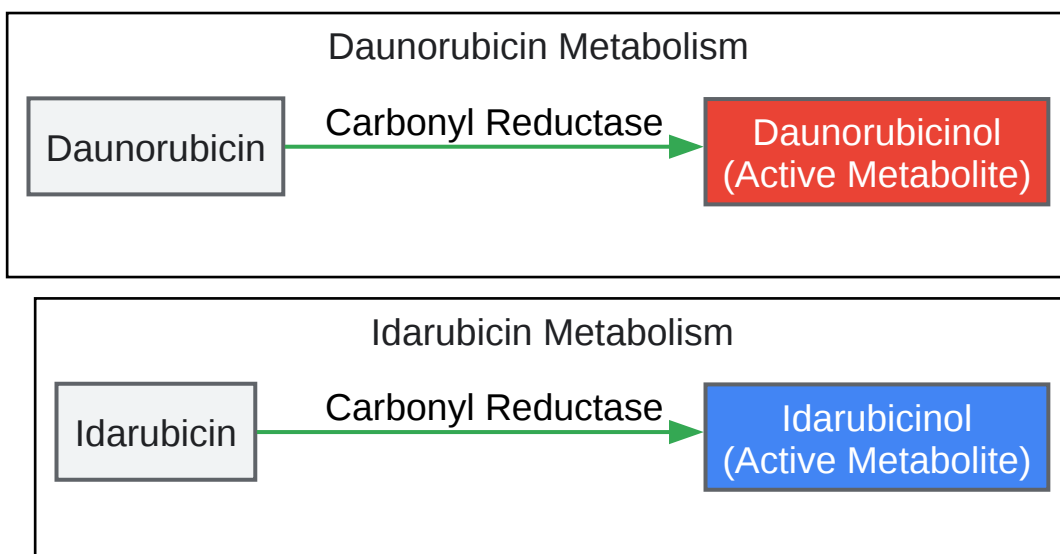 Daunorubicin Metabolism
Carbonyl Reductase
Daunorubicin
Daunorubicinol
(Active Metabolite)
Idarubicin Metabolism
Carbonyl Reductase
Idarubicin
Idarubicinol
(Active Metabolite)